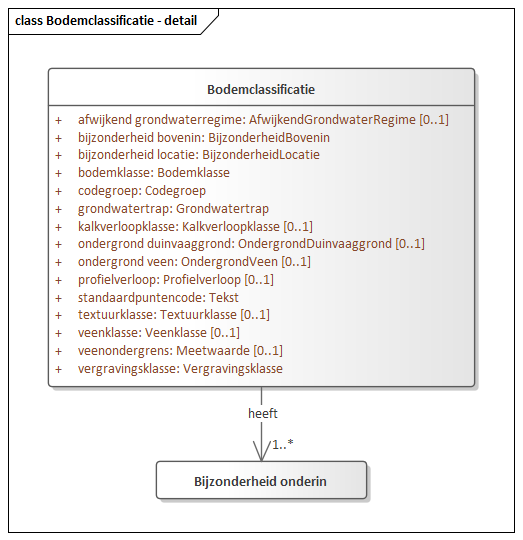 class Bodemclassificatie - detail
Bodemclassificatie
+ afwijkend grondwaterregime: AfwijkendGrondwaterRegime [0..1]
+ bijzonderheid bovenin: BijzonderheidBovenin
+ bijzonderheid locatie: BijzonderheidLocatie
+ bodemklasse: Bodemklasse
+ codegroep: Codegroep
+ grondwatertrap: Grondwatertrap
+ kalkverloopklasse: Kalkverloopklasse [0..1]
+ ondergrond duinvaaggrond: OndergrondDuinvaaggrond [0..1]
+ ondergrond veen: OndergrondVeen [0..1]
+ profielverloop: Profielverloop [0..1]
+ standaardpuntencode: Tekst
+ textuurklasse: Textuurklasse [0..1]
+ veenklasse: Veenklasse [0..1]
+ veenondergrens: Meetwaarde [0..1]
+ vergravingsklasse: Vergravingsklasse
heeft
1..*
Bijzonderheid onderin